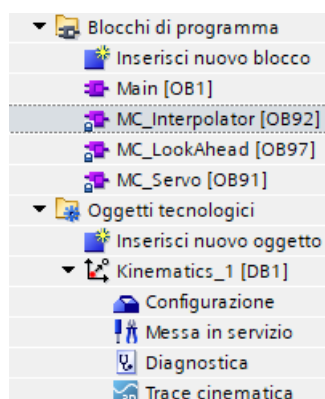 Blocchi di programma
Inserisci nuovo blocco
Main [OB1]
MC_Interpolator [OB92]
MC_LookAhead [OB97]
MC_Servo [OB91]
Oggetti tecnologici
Inserisci nuovo oggetto
Kinematics_1 [DB1]
Configurazione
Messa in servizio
Diagnostica
Trace cinematica